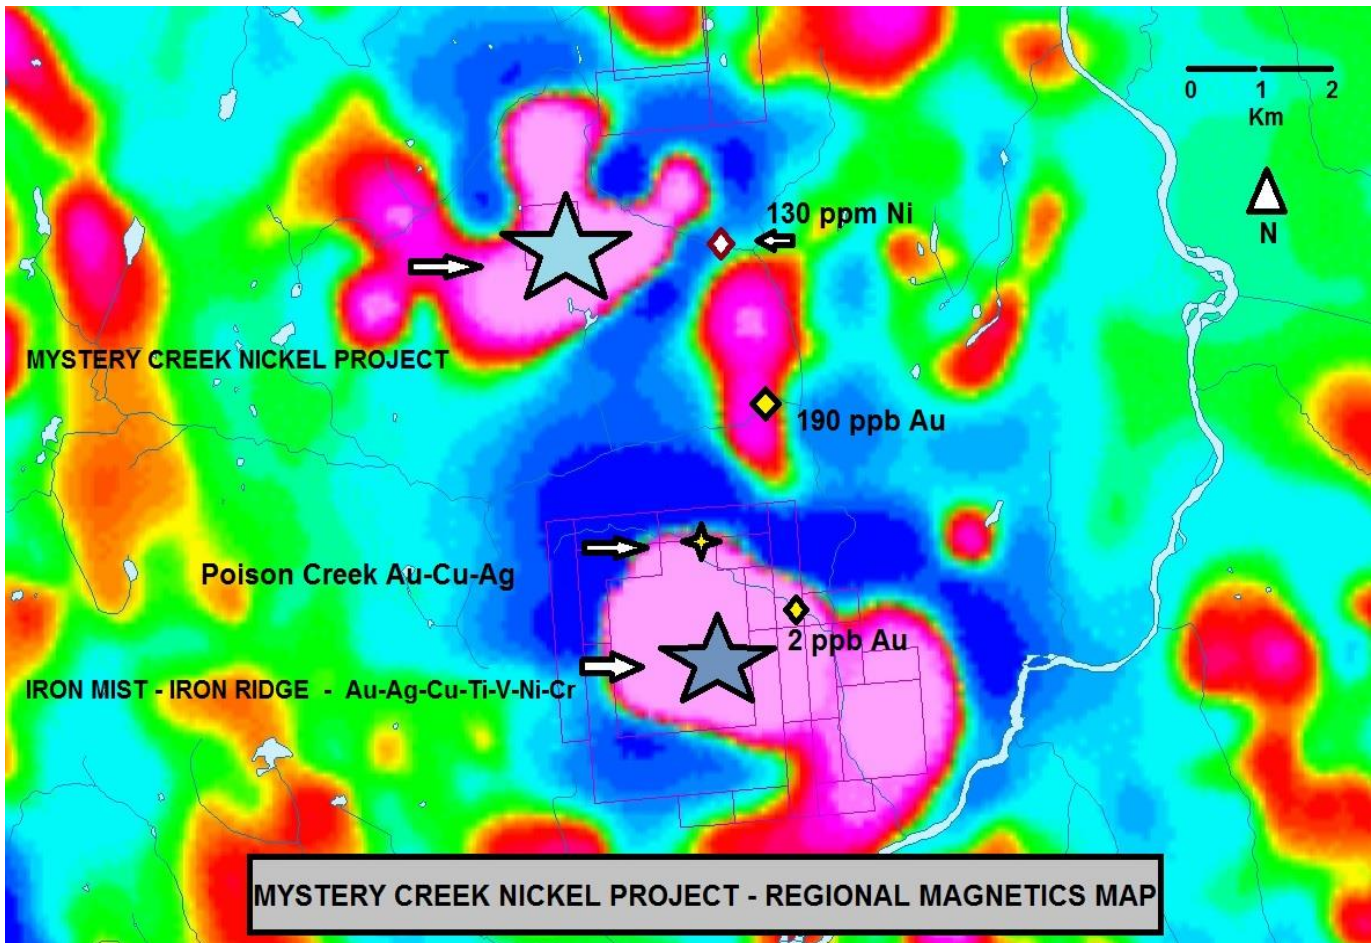 0 1 2
Km
N
130 ppm Ni
MYSTERY CREEK NICKEL PROJECT
190 ppb Au
Poison Creek Au-Cu-Ag
2 ppb Au
IRON MIST - IRON RIDGE - Au-Ag-Cu-Ti-V-Ni-Cr
MYSTERY CREEK NICKEL PROJECT - REGIONAL MAGNETICS MAP